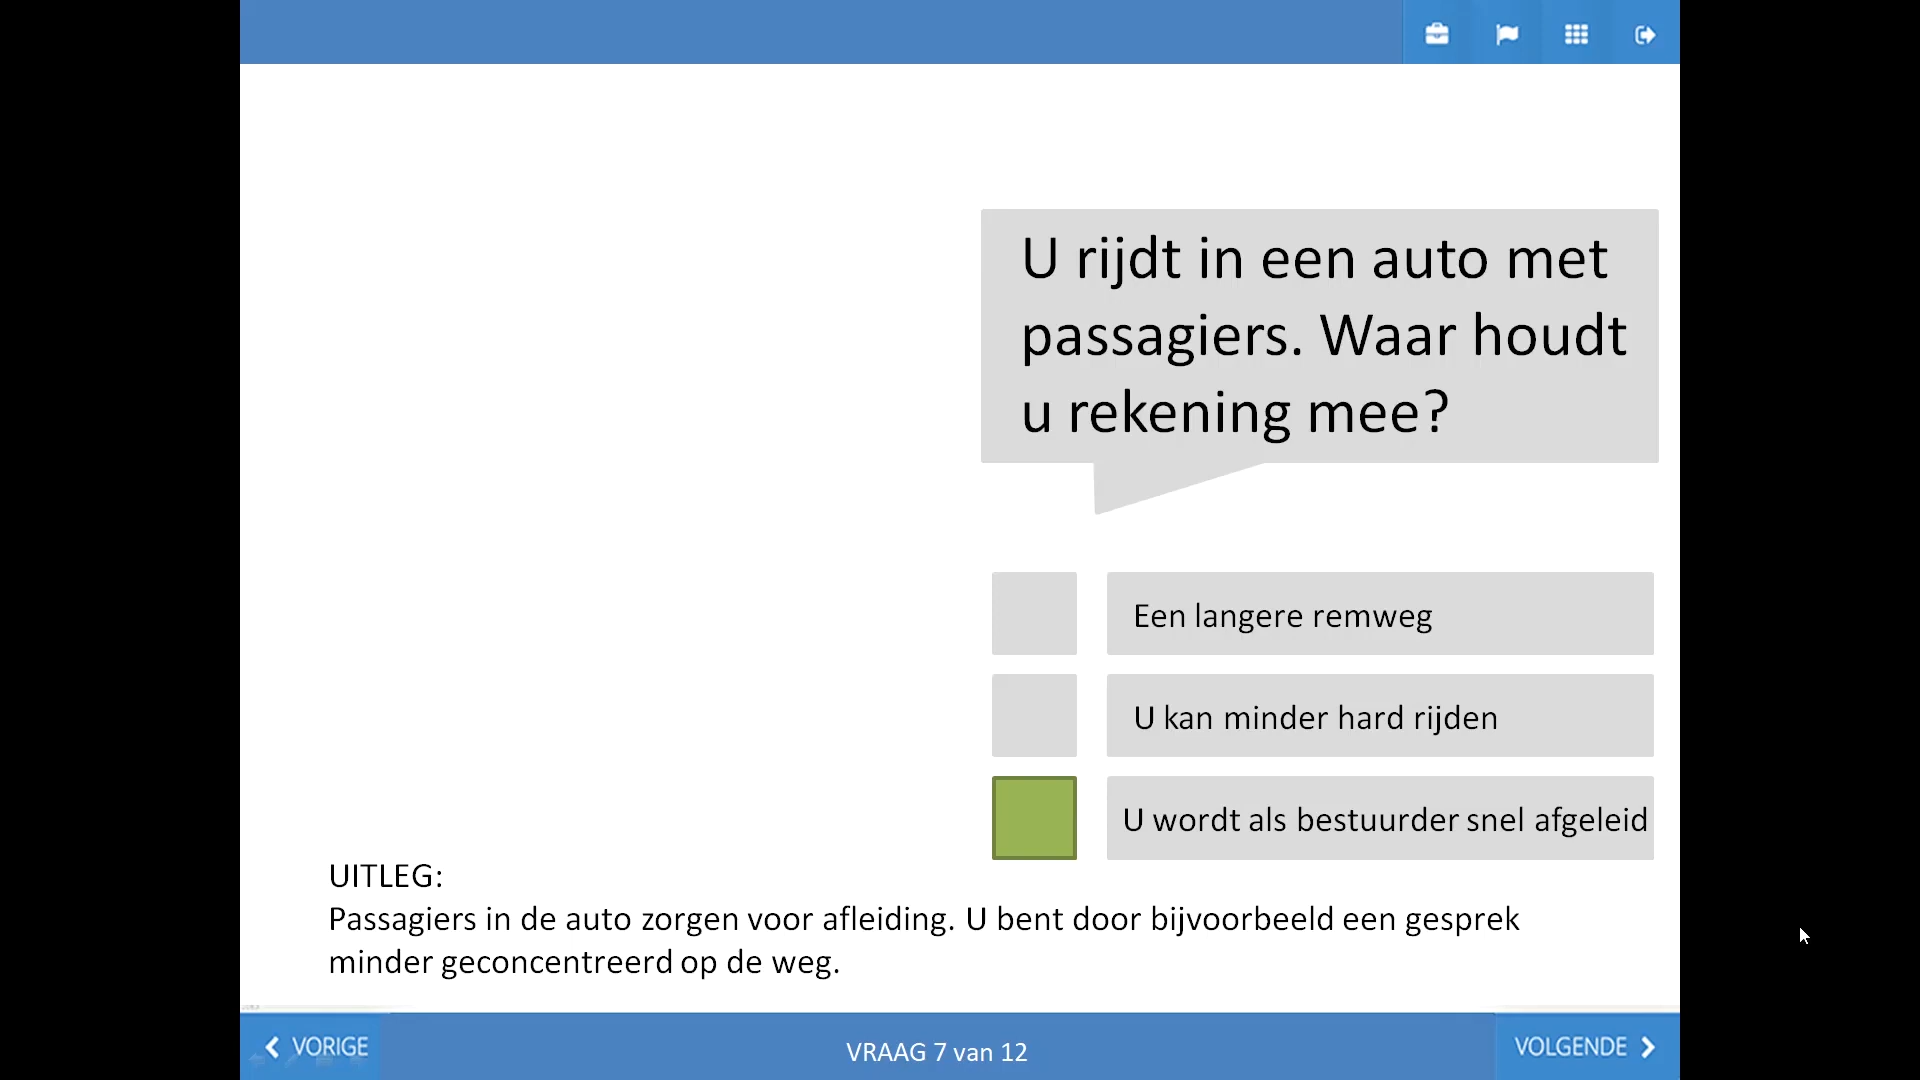 U rijdt in een auto met
passagiers. Waar houdt
u rekening mee?
Een langere remweg
U kan minder hard rijden
U wordt als bestuurder snel afgeleid
UITLEG:
Passagiers in de auto zorgen voor afleiding. U bent door bijvoorbeeld een gesprek
minder geconcentreerd op de weg.
VORIGE
VRAAG 7 van 12
VOLGENDE